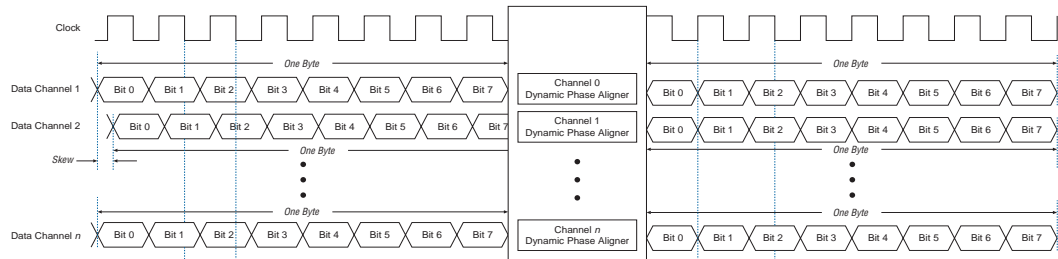 Clock
One Byte
One Byte
Data Channel 1
Bit 0 Bit 1 Bit 2 Bit 3 Bit 4 Bit 5 Bit 6 Bit 7
Channel 0
Dynamic Phase Aligner
Bit 0 Bit 1 Bit 2 Bit 3 Bit 4 Bit 5 Bit 6 Bit 7
Data Channel 2
Bit 0 Bit 1 Bit 2 Bit 3 Bit 4 Bit 5 Bit 6 Bit 7
Channel 1
Dynamic Phase Aligner
Bit 0 Bit 1 Bit 2 Bit 3 Bit 4 Bit 5 Bit 6 Bit 7
Skew
One Byte
One Byte
One Byte
One Byte
Data Channel n
Bit 0 Bit 1 Bit 2 Bit 3 Bit 4 Bit 5 Bit 6 Bit 7
Channel n
Dynamic Phase Aligner
Bit 0 Bit 1 Bit 2 Bit 3 Bit 4 Bit 5 Bit 6 Bit 7